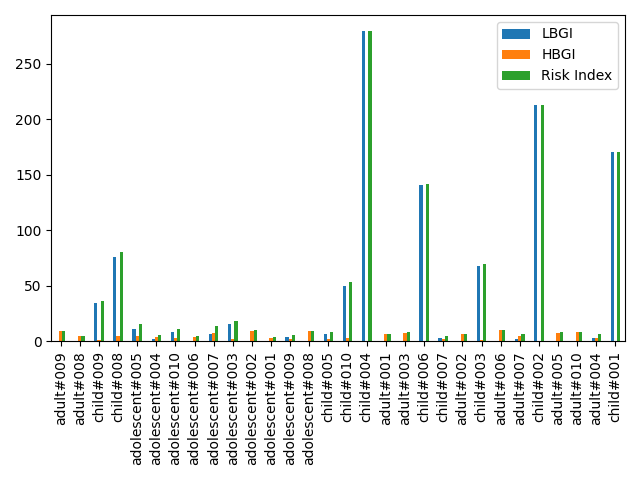 250
200
150
100
50
0
LBGI
HBGI
Risk Index
adult#009
adult#008
child#009
child#008
adolescent#005
adolescent#004
adolescent#010
adolescent#006
adolescent#007
adolescent#003
adolescent#002
adolescent#001
adolescent#009
adolescent#008
child#005
child#010
child#004
adult#001
adult#003
child#006
child#007
adult#002
child#003
adult#006
adult#007
child#002
adult#005
adult#010
adult#004
child#001